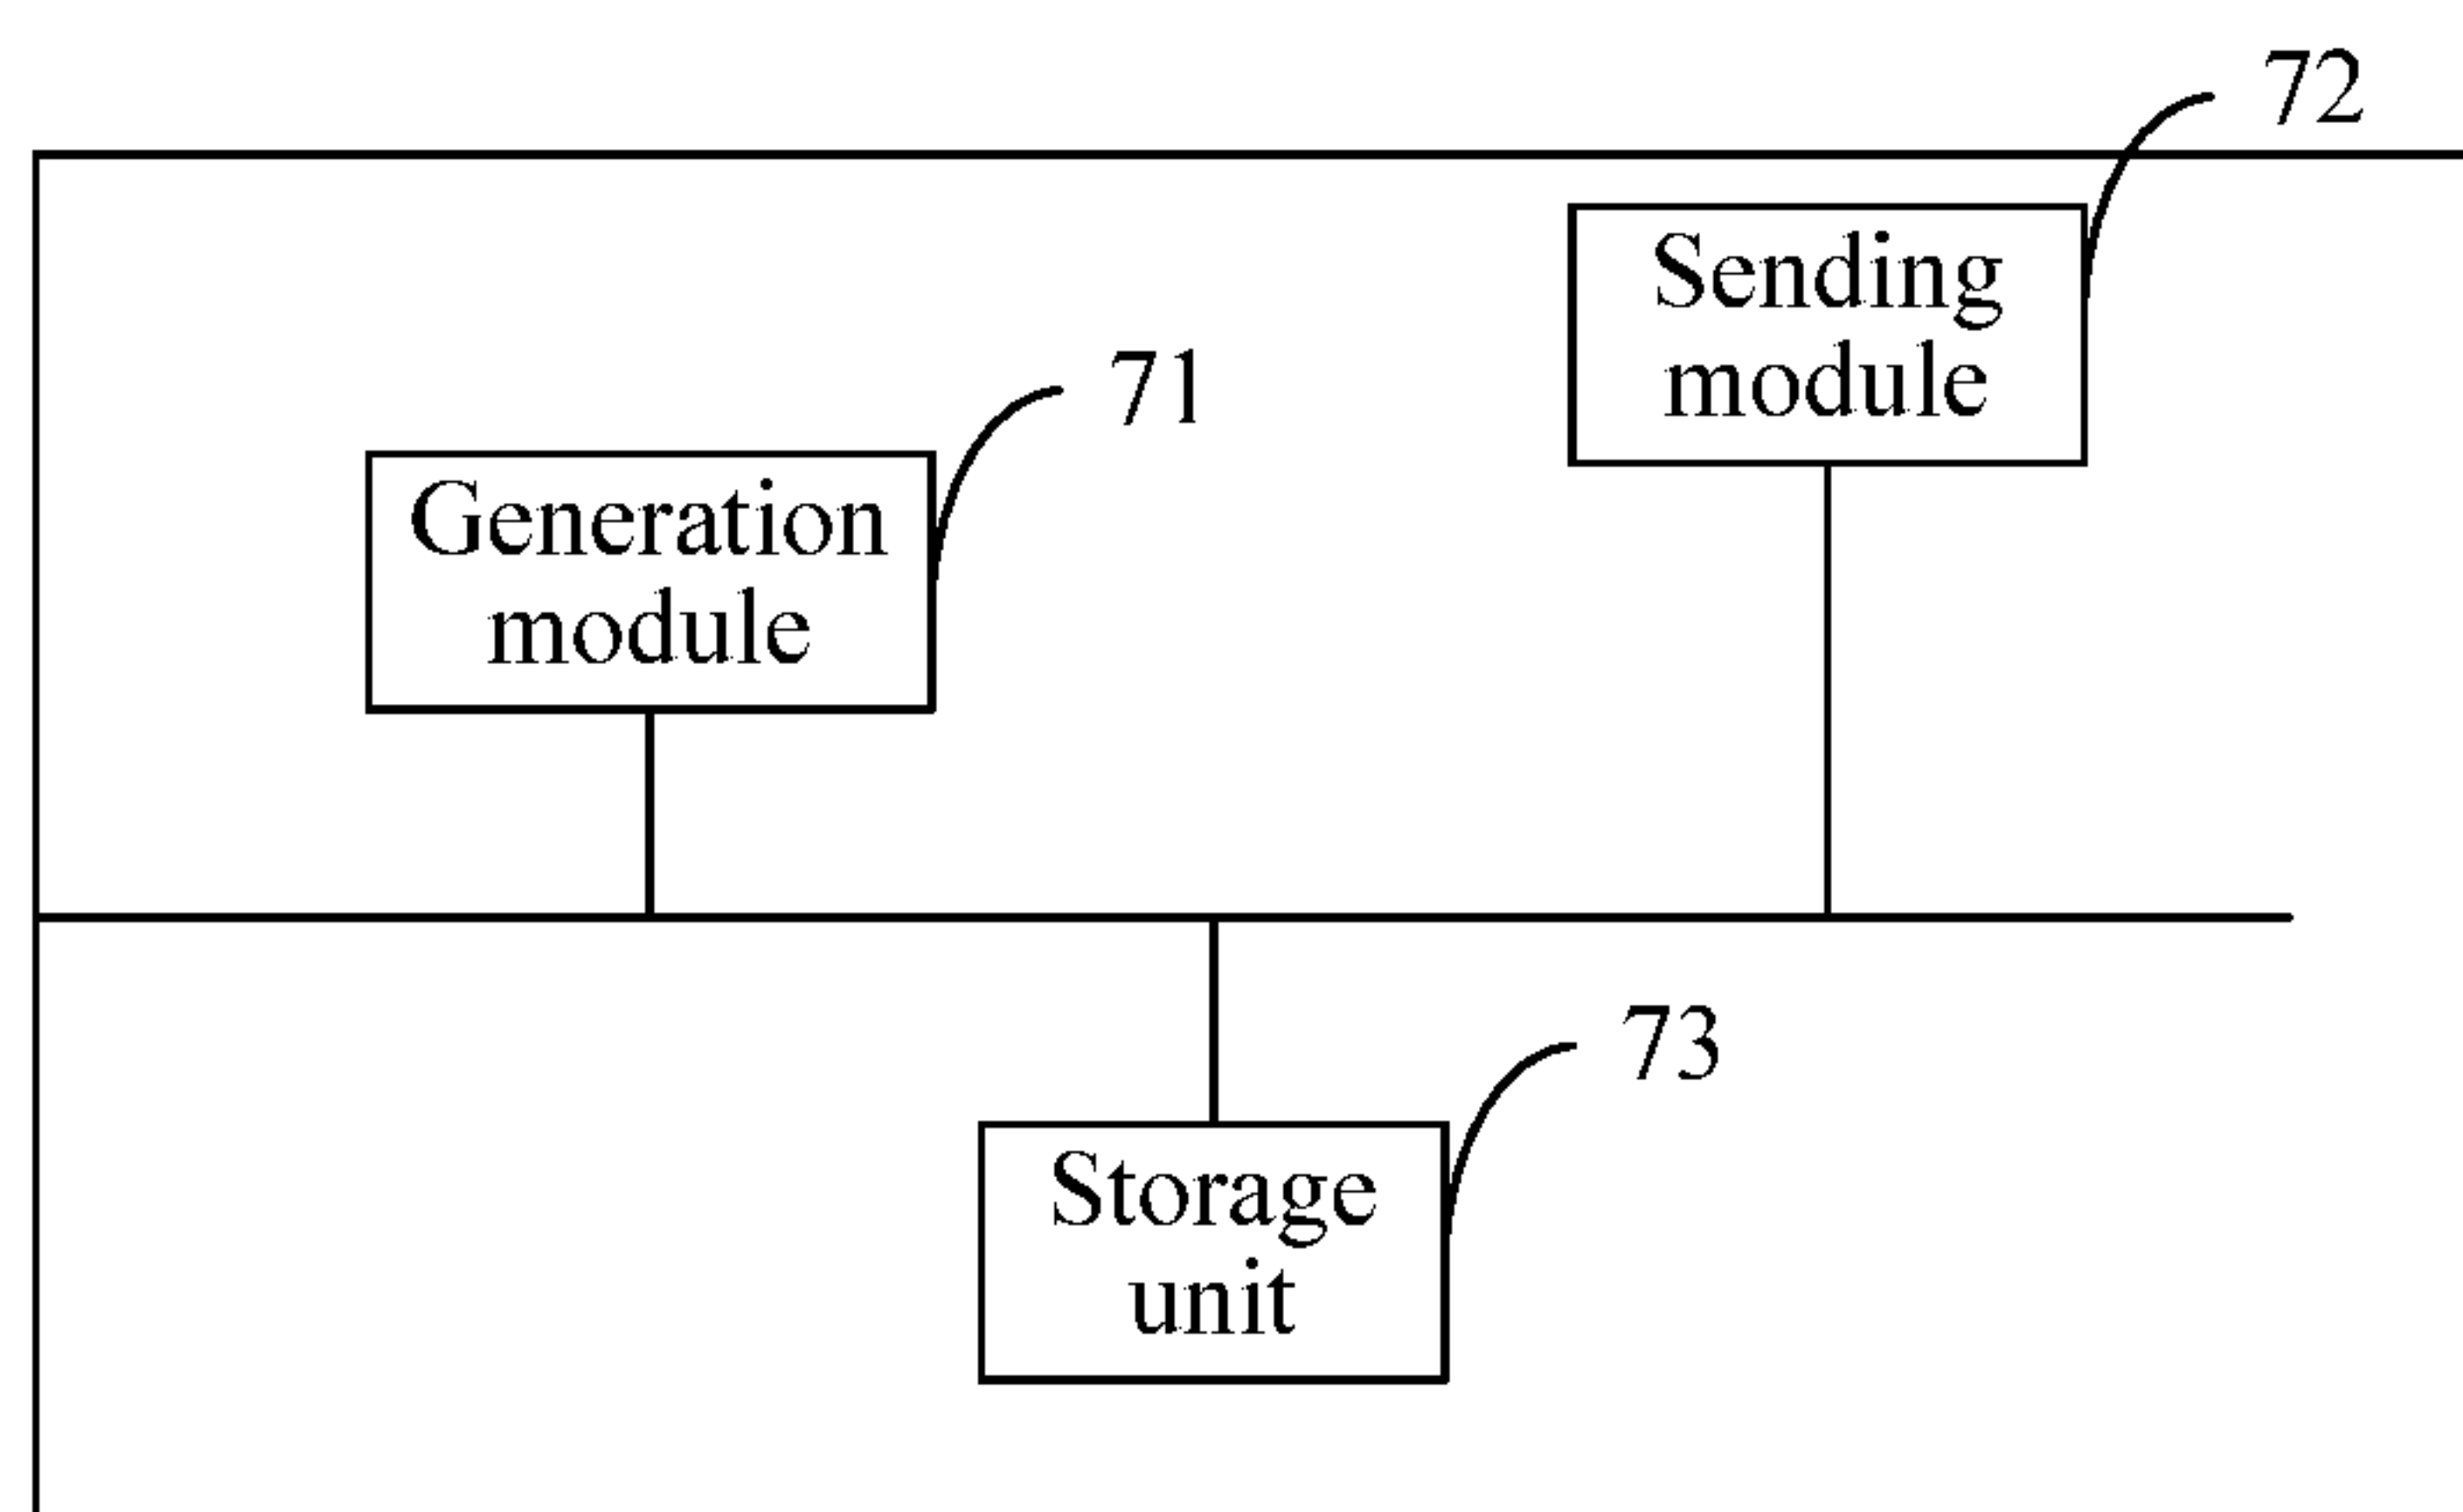 72
Sending
module
71
Generation
module
73
Storage
unit